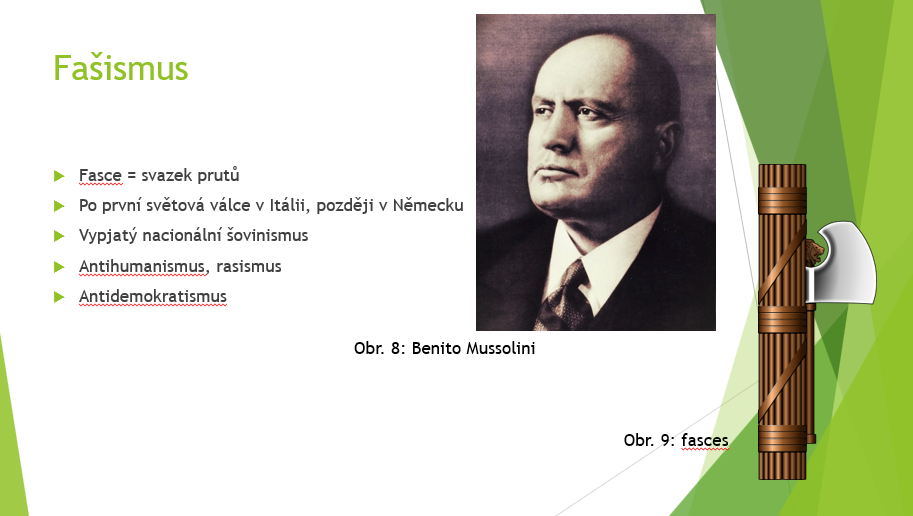 Fašismus
Fasce = svazek prutů
Po první světová válce v Itálii, později v Německu
Vypjatý nacionální šovinismus
Antihumanismus, rasismus
Antidemokratismus
Obr. 8: Benito Mussolini
Obr. 9: fasces